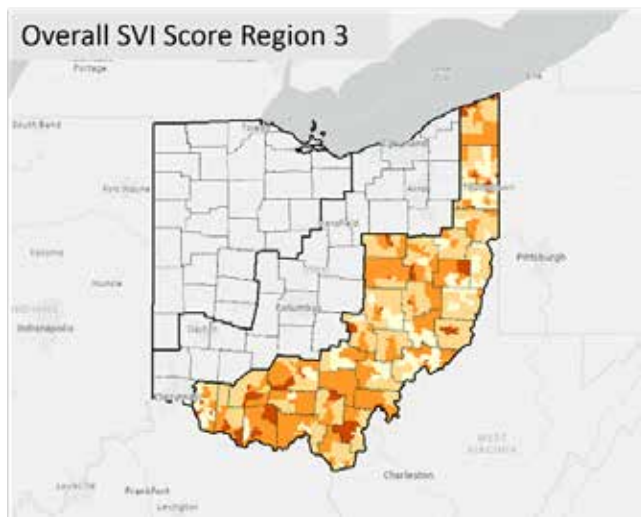 Overall SVI Score Region 3
Portage
South Bend
Fort Wayne
Pittsburgh
Muncie
Columbus
Indianapolis
Dayton
WEST
VIRGINIA
Charleston
Frankfort
Lexington